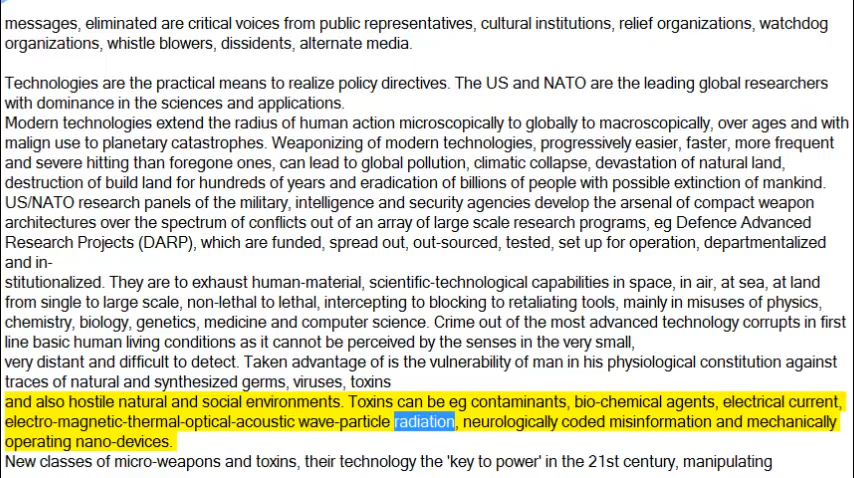 messages, eliminated are critical voices from public representatives, cultural institutions, relief organizations, watchdog
organizations, whistle blowers, dissidents, alternate media.
Technologies are the practical means to realize policy directives. The US and NATO are the leading global researchers
with dominance in the sciences and applications.
Modern technologies extend the radius of human action microscopically to globally to macroscopically, over ages and with
malign use to planetary catastrophes. Weaponizing of modern technologies, progressively easier, faster, more frequent
and severe hitting than foregone ones, can lead to global pollution, climatic collapse, devastation of natural land,
destruction of build land for hundreds of years and eradication of billions of people with possible extinction of mankind.
US/NATO research panels of the military, intelligence and security agencies develop the arsenal of compact weapon
architectures over the spectrum of conflicts out of an array of large scale research programs, eg Defence Advanced
Research Projects (DARP), which are funded, spread out, out-sourced, tested, set up for operation, departmentalized
and in-
stitutionalized. They are to exhaust human-material, scientific-technological capabilities in space, in air, at sea, at land
from single to large scale, non-lethal to lethal, intercepting to blocking to retaliating tools, mainly in misuses of physics,
chemistry, biology, genetics, medicine and computer science. Crime out of the most advanced technology corrupts in first
line basic human living conditions as it cannot be perceived by the senses in the very small,
very distant and difficult to detect. Taken advantage of is the vulnerability of man in his physiological constitution against
traces of natural and synthesized germs, viruses, toxins
and also hostile natural and social environments. Toxins can be eg contaminants, bio-chemical agents, electrical current,
electro-magnetic-thermal-optical-acoustic wave-particle radiation, neurologically coded misinformation and mechanically
operating nano-devices.
New classes of micro-weapons and toxins, their technology the 'key to power' in the 21st century, manipulating